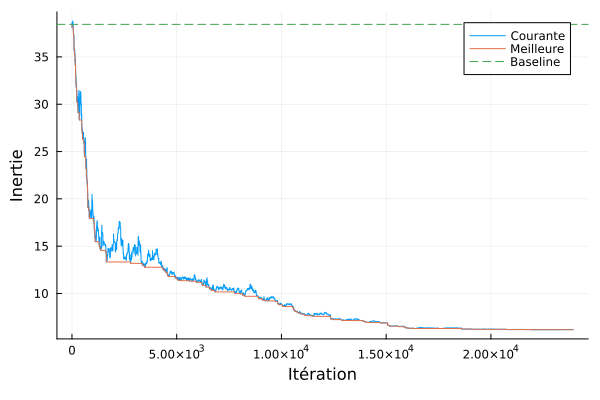 Courante
Meilleure
Baseline
35
30
25
20
15
10
Inertie
0
5.00×10³
1.00×10⁴
1.50×10⁴
2.00×10⁴
Itération